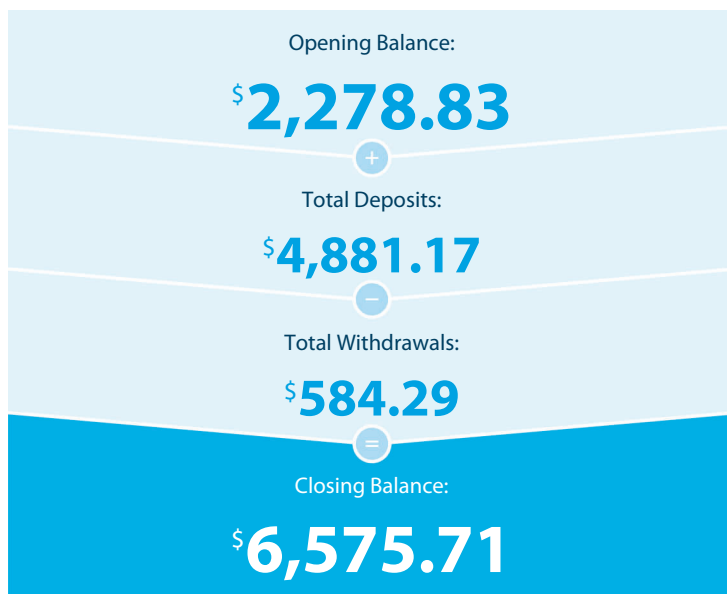 Opening Balance:
$2,278.83
+
Total Deposits:
$4,881.17
−
Total Withdrawals:
$584.29
=
Closing Balance:
$6,575.71